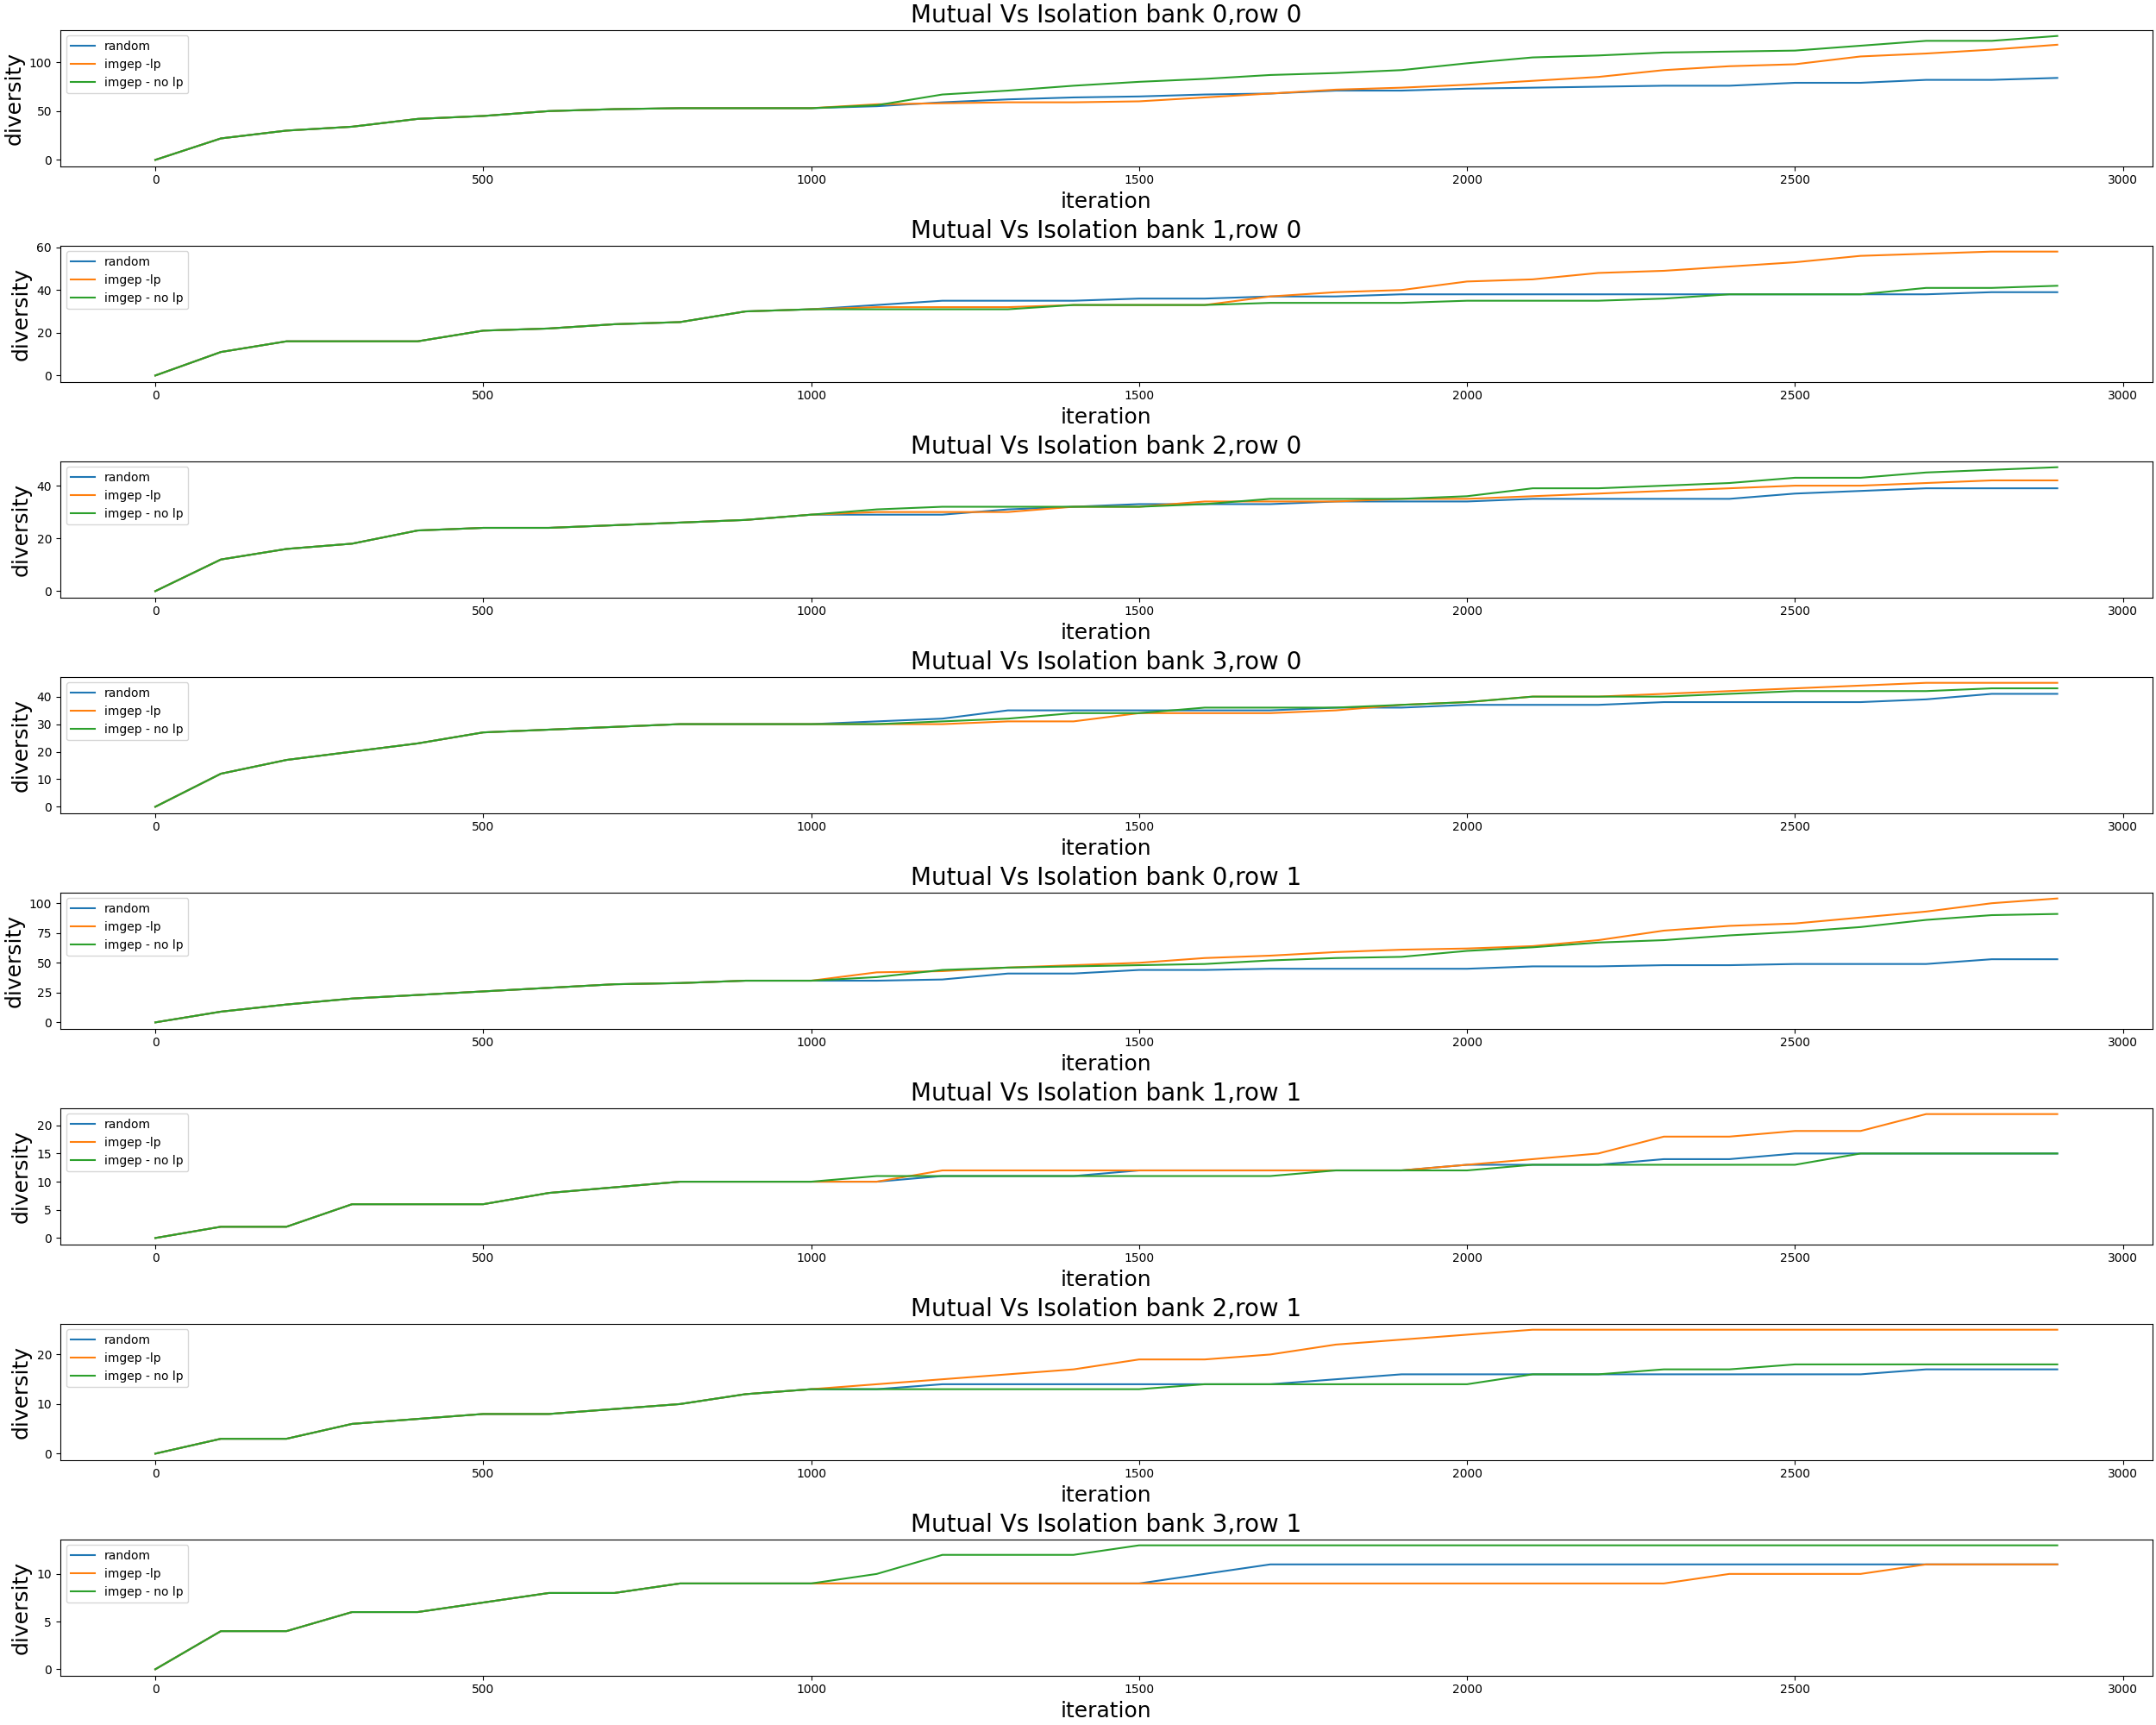 Mutual Vs Isolation bank 0,row 0
diversity
100
50
0
random
imgep -lp
imgep - no lp
0 500 1000 1500 2000 2500 3000
iteration
Mutual Vs Isolation bank 1,row 0
diversity
60
40
20
0
random
imgep -lp
imgep - no lp
0 500 1000 1500 2000 2500 3000
iteration
Mutual Vs Isolation bank 2,row 0
diversity
40
20
0
random
imgep -lp
imgep - no lp
0 500 1000 1500 2000 2500 3000
iteration
Mutual Vs Isolation bank 3,row 0
diversity
40
30
20
10
0
random
imgep -lp
imgep - no lp
0 500 1000 1500 2000 2500 3000
iteration
Mutual Vs Isolation bank 0,row 1
diversity
100
75
50
25
0
random
imgep -lp
imgep - no lp
0 500 1000 1500 2000 2500 3000
iteration
Mutual Vs Isolation bank 1,row 1
diversity
20
15
10
5
0
random
imgep -lp
imgep - no lp
0 500 1000 1500 2000 2500 3000
iteration
Mutual Vs Isolation bank 2,row 1
diversity
20
10
0
random
imgep -lp
imgep - no lp
0 500 1000 1500 2000 2500 3000
iteration
Mutual Vs Isolation bank 3,row 1
diversity
10
5
0
random
imgep -lp
imgep - no lp
0 500 1000 1500 2000 2500 3000
iteration